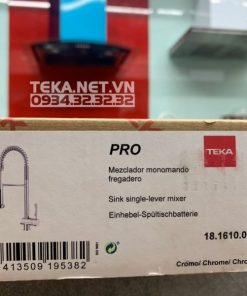 TEKA.NET.VN
0934.32.32.32
PRO
TEKA
Mezclador monomando
fregadero
Sink single-lever mixer
Einhebel-Spültischbatterie
18.1610.0
413509 195382
Cromo/ Chrome/ Chro